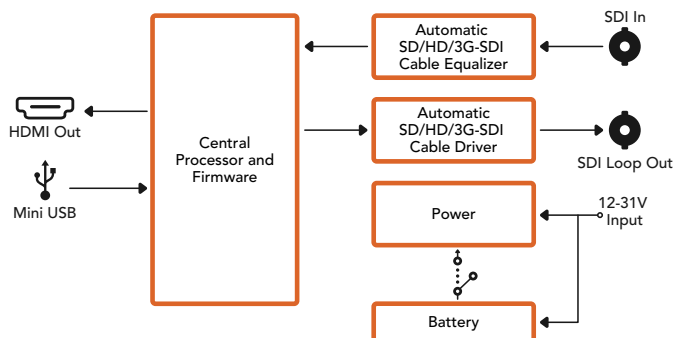 SDI In
Automatic
SD/HD/3G-SDI
Cable Equalizer
HDMI Out
Central
Processor and
Firmware
Automatic
SD/HD/3G-SDI
Cable Driver
SDI Loop Out
Mini USB
Power
12-31V
Input
Battery